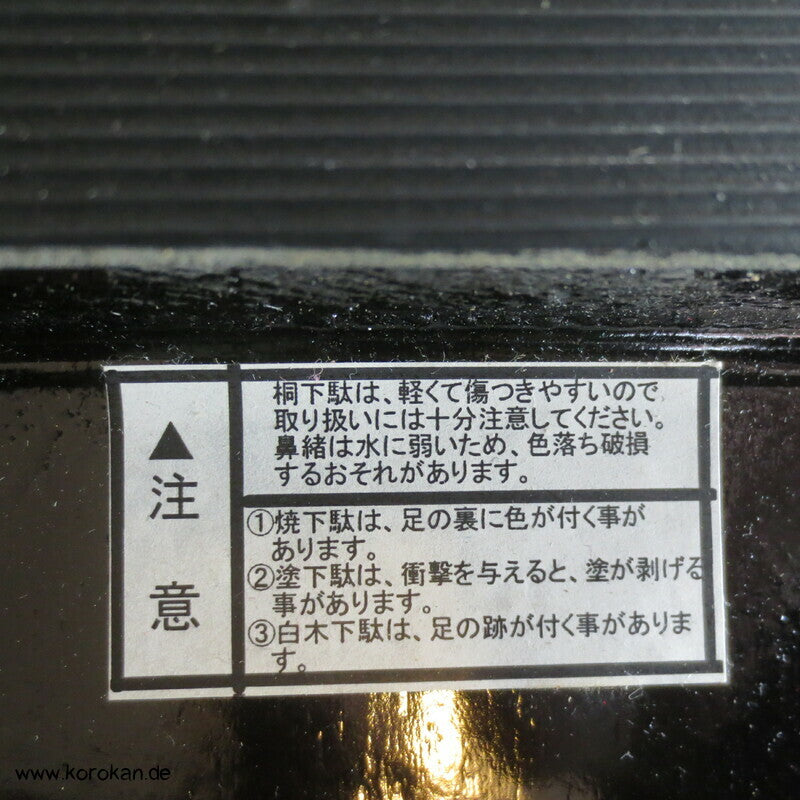 ▲
注
意
桐下駄は、軽くて傷つきやすいので
取り扱いには十分注意してください。
鼻緒は水に弱いため、色落ち破損
するおそれがあります。
①焼下駄は、足の裏に色が付く事が
あります。
②塗下駄は、衝撃を与えると、塗が剥げる
事があります。
③白木下駄は、足の跡が付く事がありま
す。
www.korokan.de